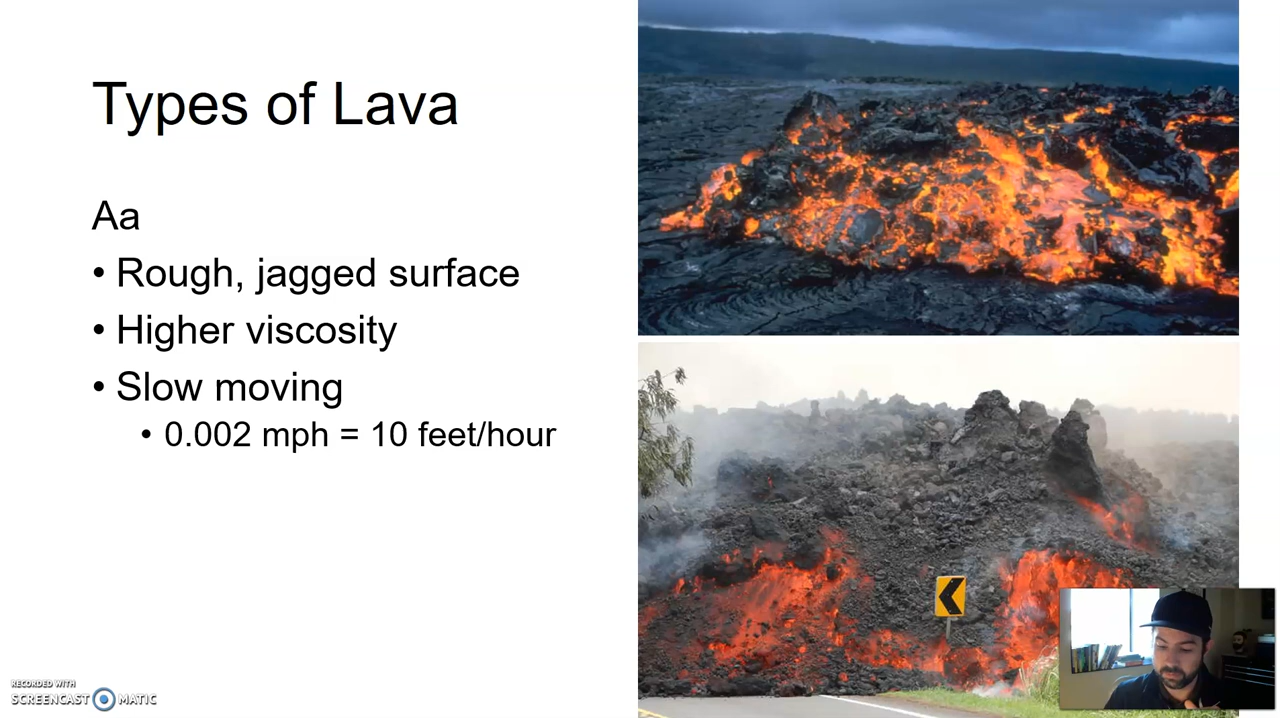 Types of Lava
Aa
• Rough, jagged surface
• Higher viscosity
• Slow moving
• 0.002 mph = 10 feet/hour
RECORDED WITH
SCREENCAST MATIC